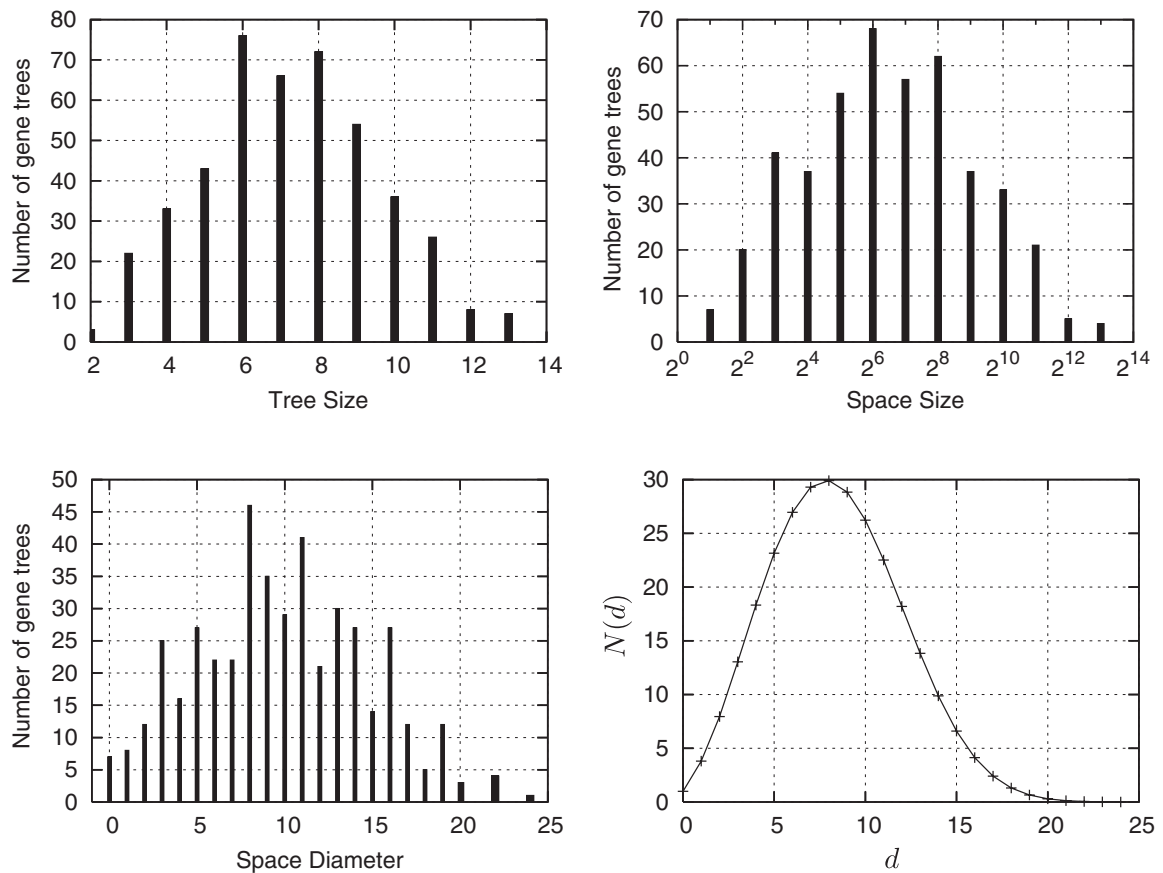 80
70
60
50
40
30
20
10
0
Number of gene trees
2 4 6 8 10 12 14
Tree Size
70
60
50
40
30
20
10
0
Number of gene trees
2^0 2^2 2^4 2^6 2^8 2^10 2^12 2^14
Space Size
50
45
40
35
30
25
20
15
10
5
0
Number of gene trees
0 5 10 15 20 25
Space Diameter
30
25
20
15
10
5
0
N(d)
0 5 10 15 20 25
d